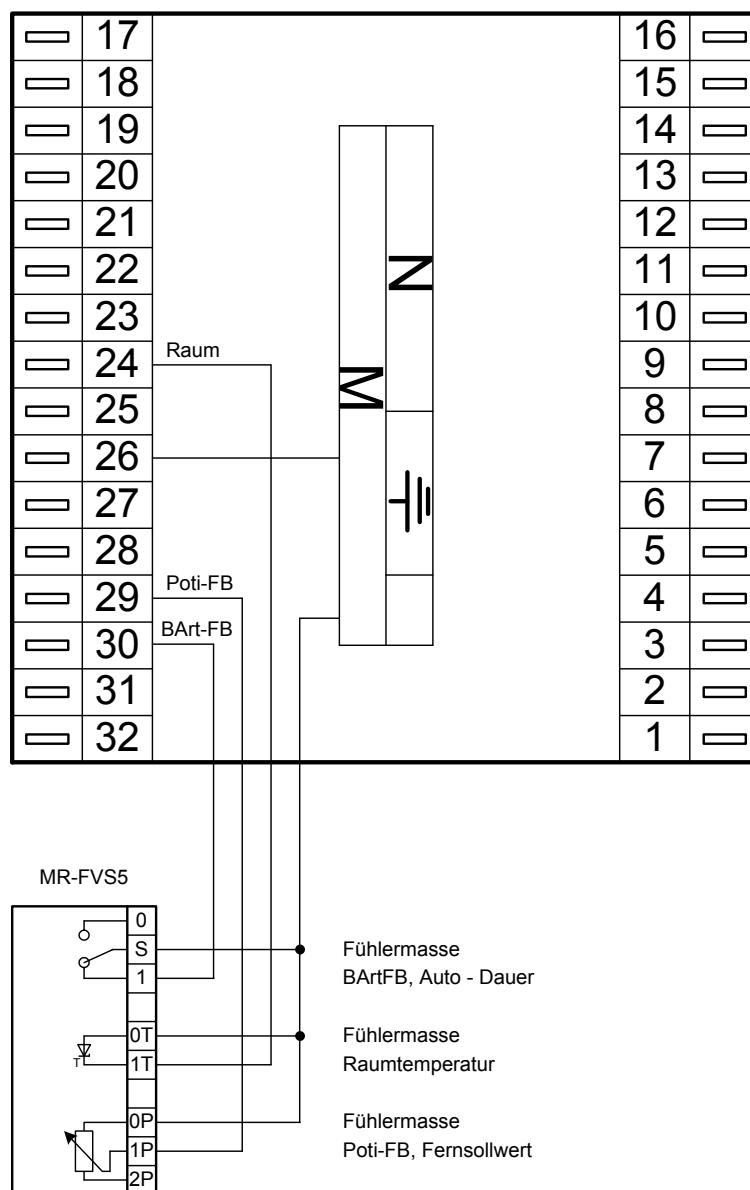 17 16
18 15
19 14
20 13
21 12
22 11
23 10
24 Raum 9
25 8
26 7
27 6
28 5
29 Poti-FB 4
30 BArt-FB 3
31 2
32 1
N
M
MR-FVS5
0
S Fühlermasse
1 BArtFB, Auto - Dauer
0T Fühlermasse
T 1T Raumtemperatur
0P Fühlermasse
1P Poti-FB, Fernsollwert
2P